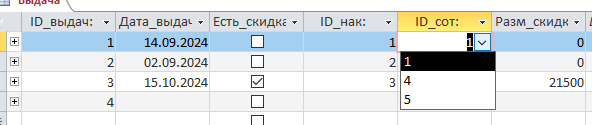 Выдача
ID_выдач: Дата_выдач Есть_скидка ID_нак: ID_сот: Разм_скидк
1 14.09.2024 1 1 0
2 02.09.2024 2 1 0
3 15.10.2024 3 4 21500
4 5